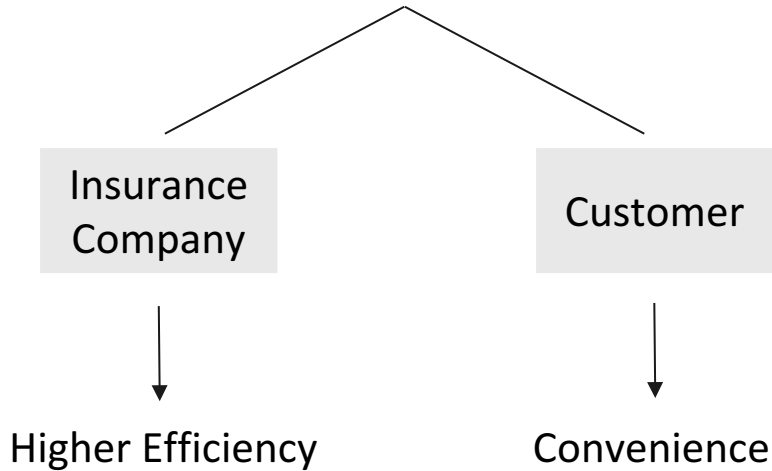 Insurance
Company
Customer
Higher Efficiency
Convenience